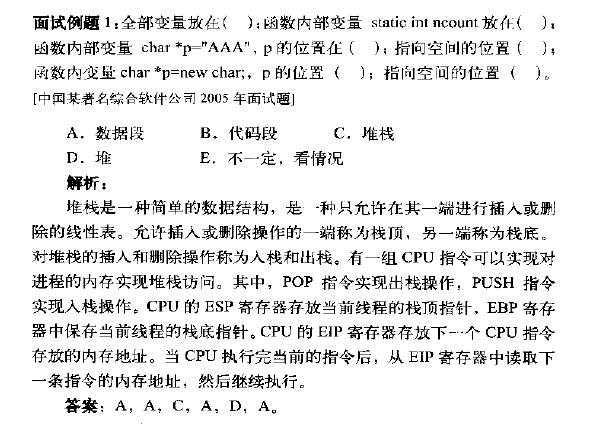 面试例题 1:全部变量放在(　);函数内部变量 static int ncount 放在(　);
函数内部变量 char *p="AAA", p 的位置在(　);指向空间的位置(　);
函数内变量 char *p=new char;, p 的位置(　);指向空间的位置(　)。
[中国某著名综合软件公司 2005 年面试题]
A．数据段　B．代码段　C．堆栈
D．堆　E．不一定，看情况
解析：
堆栈是一种简单的数据结构，是一种只允许在其一端进行插入或删
除的线性表。允许插入或删除操作的一端称为栈顶，另一端称为栈底。
对堆栈的插入和删除操作称为入栈和出栈。有一组 CPU 指令可以实现对
进程的内存实现堆栈访问。其中，POP 指令实现出栈操作，PUSH 指令
实现入栈操作。CPU 的 ESP 寄存器存放当前线程的栈顶指针，EBP 寄存
器中保存当前线程的栈底指针。CPU 的 EIP 寄存器存放下一个 CPU 指令
存放的内存地址。当 CPU 执行完当前的指令后，从 EIP 寄存器中读取下
一条指令的内存地址，然后继续执行。
答案：A，A，C，A，D，A。